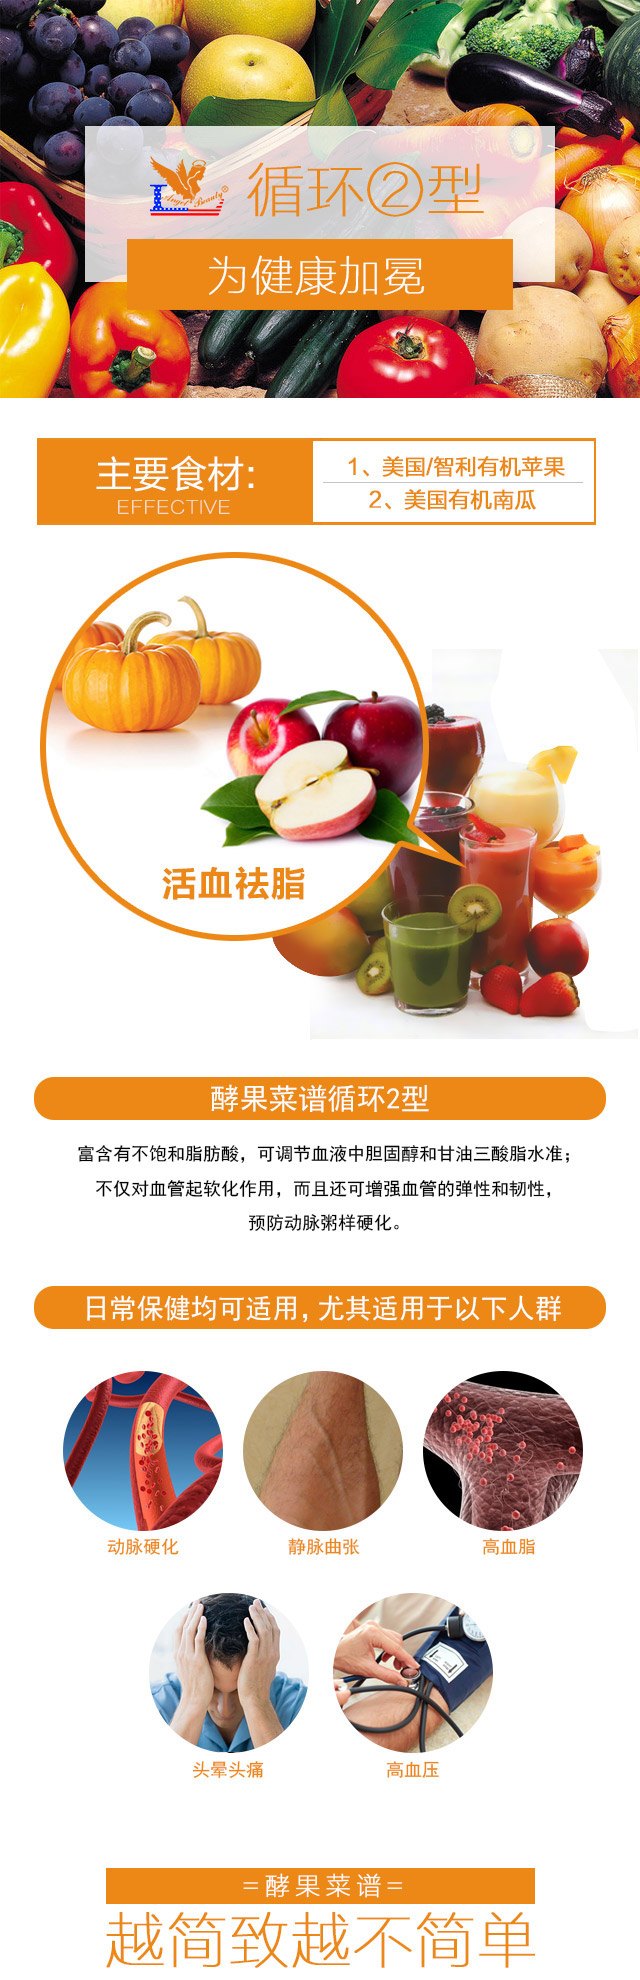 Angel Beauty®
循环②型
为健康加冕
主要食材:
EFFECTIVE
1、美国/智利有机苹果
2、美国有机南瓜
活血祛脂
酵果菜谱循环2型
富含有不饱和脂肪酸，可调节血液中胆固醇和甘油三酸脂水准；
不仅对血管起软化作用，而且还可增强血管的弹性和韧性，
预防动脉粥样硬化。
日常保健均可适用，尤其适用于以下人群
动脉硬化
静脉曲张
高血脂
头晕头痛
高血压
=酵果菜谱=
越简致越不简单